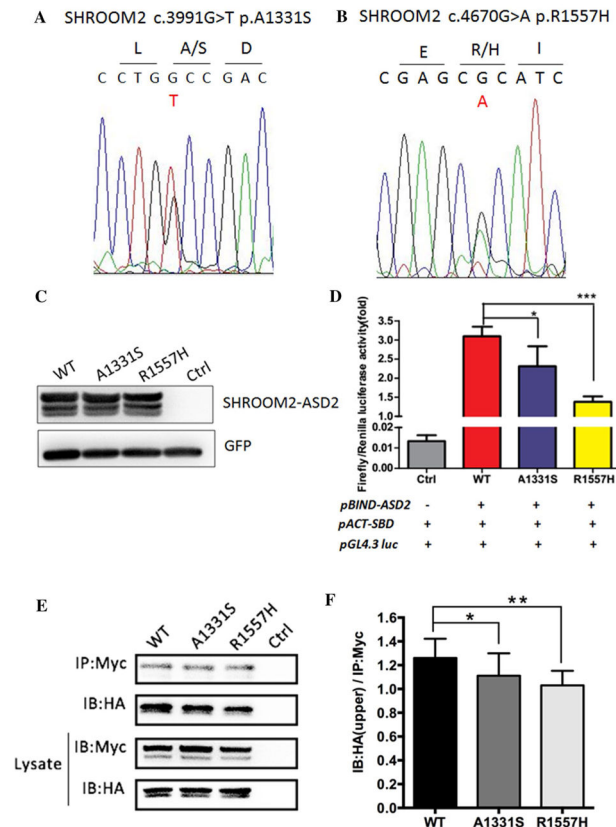 A SHROOM2 c.3991G>T p.A1331S
L A/S D
C C T G G C C G A C
T
B SHROOM2 c.4670G>A p.R1557H
E R/H I
C G A G C G C A T C
A
C
WT A1331S R1557H Ctrl
SHROOM2-ASD2
GFP
D
Firefly/Renilla luciferase activity(fold)
3.5
3.0
2.5
2.0
1.5
1.0
0.5
0.02
0.01
0.00
* ***
Ctrl WT A1331S R1557H
pBIND-ASD2 - + + +
pACT-SBD + + + +
pGL4.3 luc + + + +
E
WT A1331S R1557H Ctrl
IP:Myc
IB:HA
Lysate
IB:Myc
IB:HA
F
IB:HA(upper) / IP:Myc
1.6
1.4
1.2
1.0
0.8
0.6
0.4
0.2
0.0
* **
WT A1331S R1557H